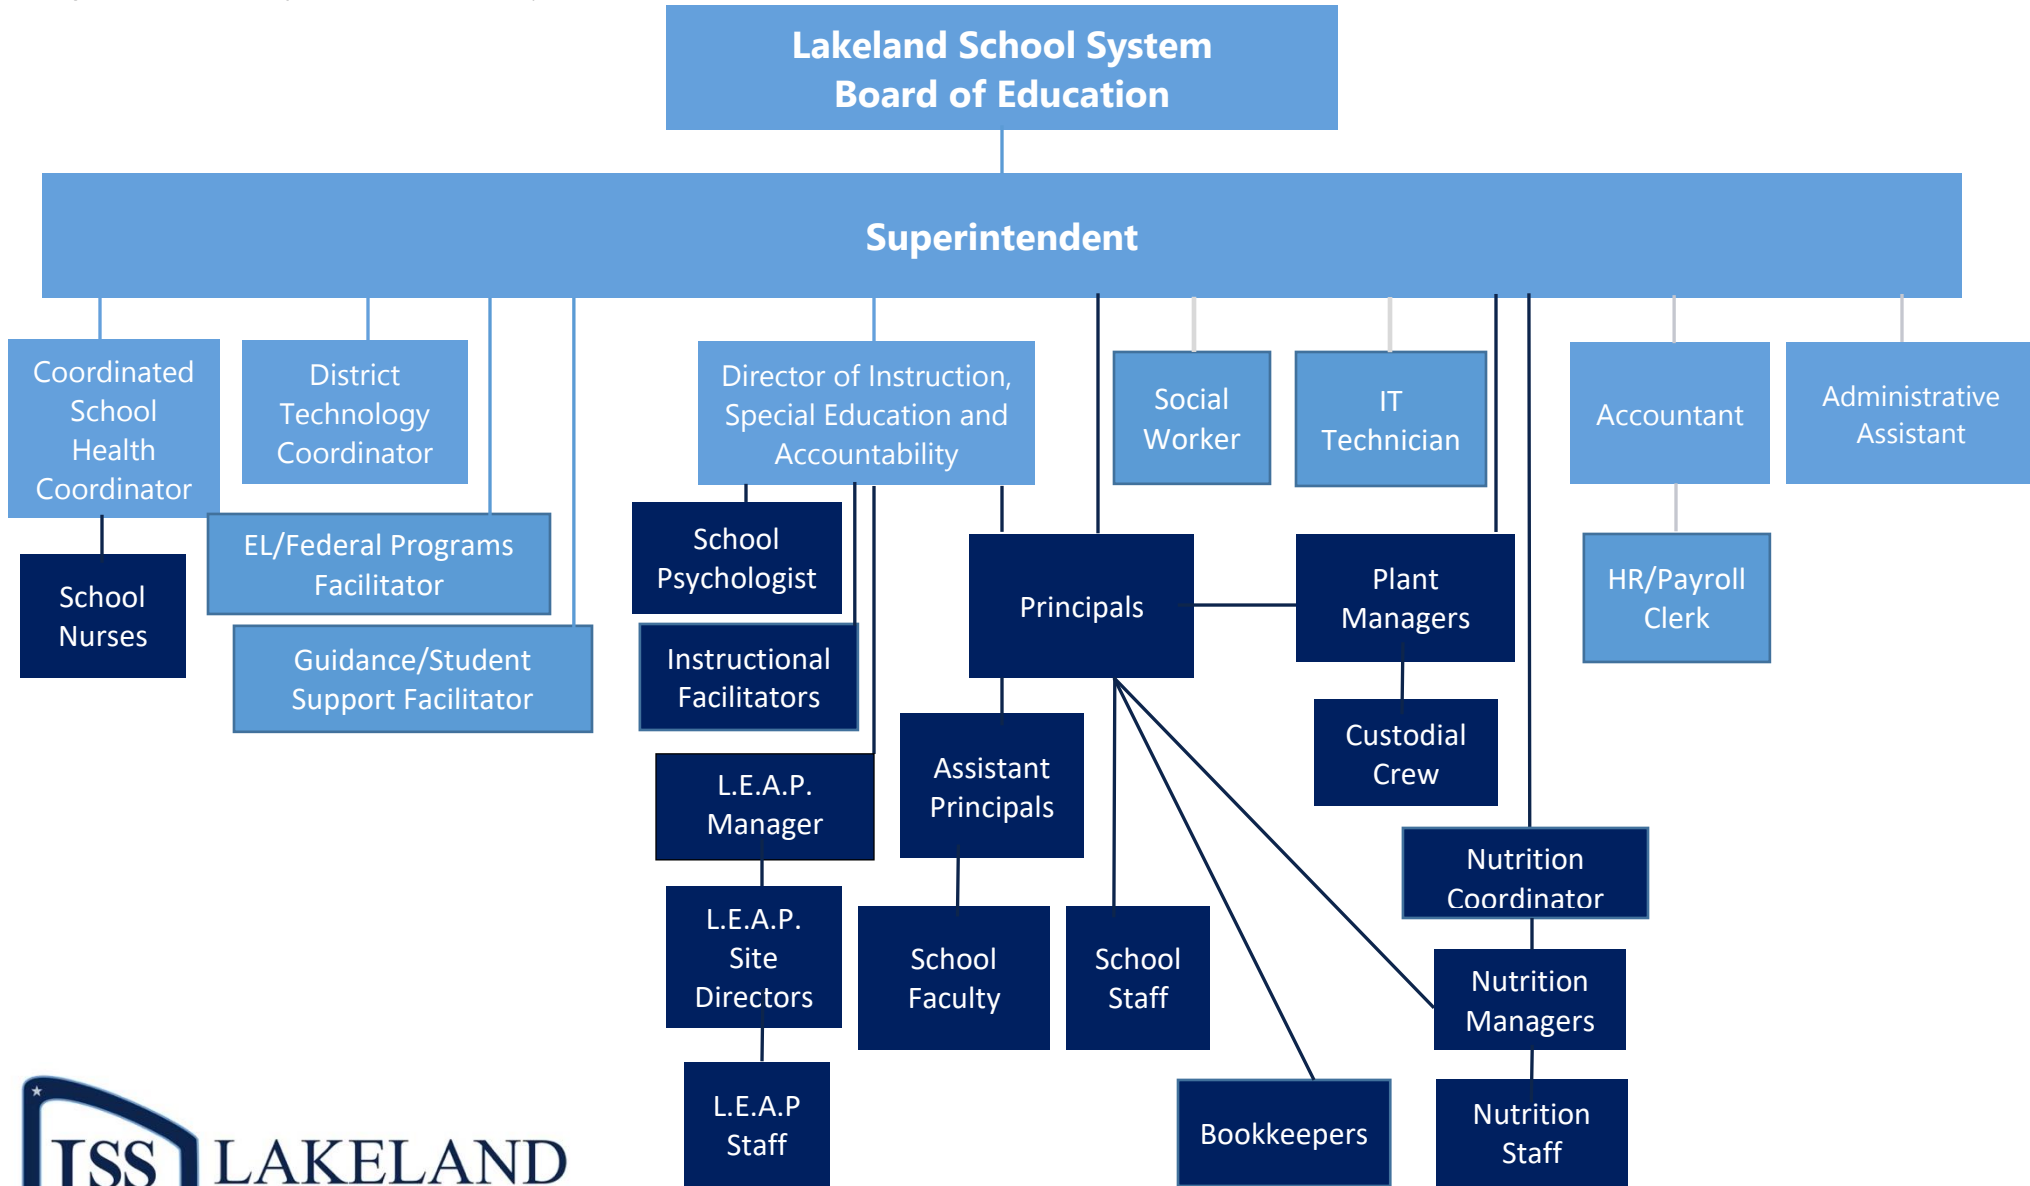 Lakeland School System
Board of Education
Superintendent
Coordinated
School
Health
Coordinator
District
Technology
Coordinator
Director of Instruction,
Special Education and
Accountability
Social
Worker
IT
Technician
Accountant
Administrative
Assistant
School
Nurses
EL/Federal Programs
Facilitator
Guidance/Student
Support Facilitator
School
Psychologist
Instructional
Facilitators
Principals
Plant
Managers
HR/Payroll
Clerk
Custodial
Crew
L.E.A.P.
Manager
Assistant
Principals
Nutrition
Coordinator
L.E.A.P.
Site
Directors
School
Faculty
School
Staff
Nutrition
Managers
L.E.A.P
Staff
Bookkeepers
Nutrition
Staff
LSS
LAKELAND